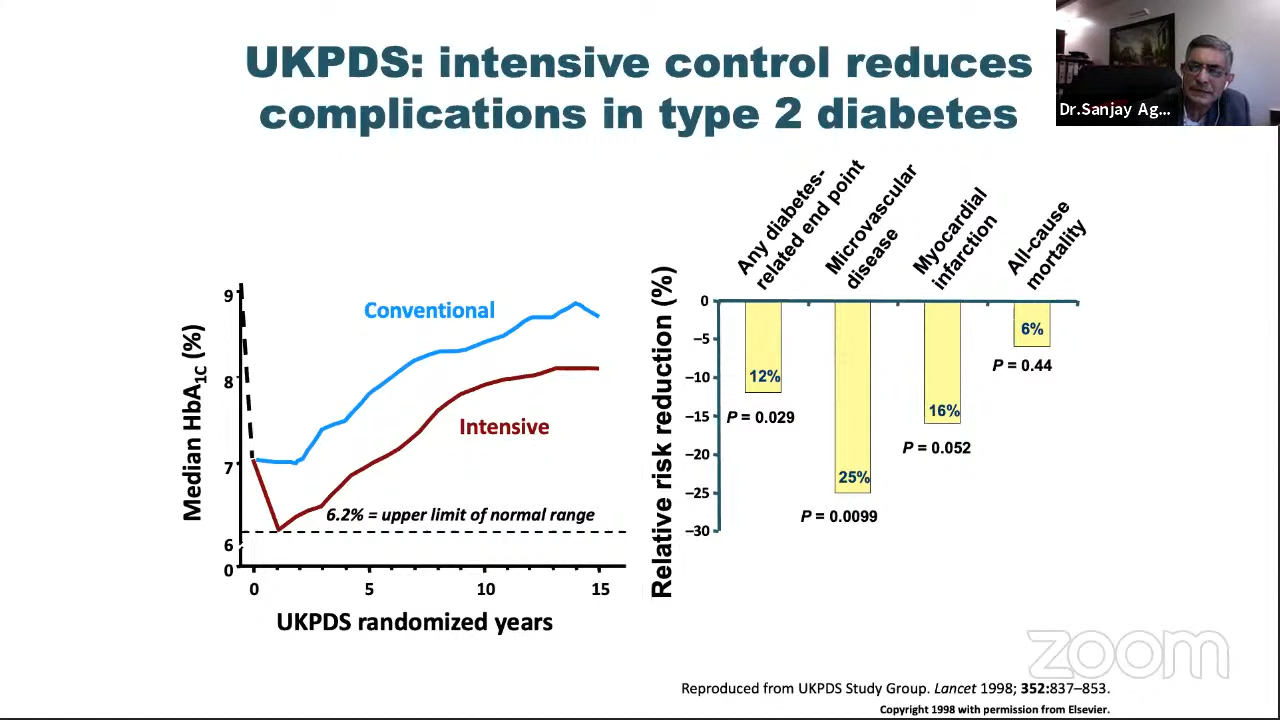 UKPDS: intensive control reduces
complications in type 2 diabetes
Dr.Sanjay Ag...
Median HbA1C (%)
9
8
7
6
0
Conventional
Intensive
6.2% = upper limit of normal range
0
5
10
15
UKPDS randomized years
Relative risk reduction (%)
Any diabetes-
related end point
Microvascular
disease
Myocardial
infarction
All-cause
mortality
0
–5
–10
–15
–20
–25
–30
12%
P = 0.029
25%
P = 0.0099
16%
P = 0.052
6%
P = 0.44
zoom
Reproduced from UKPDS Study Group. Lancet 1998; 352:837–853.
Copyright 1998 with permission from Elsevier.